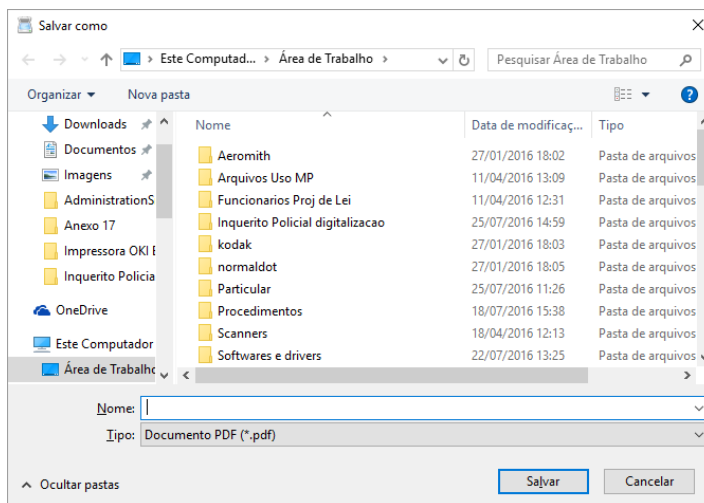 Salvar como
Este Computad... > Área de Trabalho >
Pesquisar Área de Trabalho
Organizar
Nova pasta
Downloads
Documentos
Imagens
AdministrationS
Anexo 17
Impressora OKI E
Inquerito Policia
OneDrive
Este Computador
Área de Trabalho
Nome Data de modificaç... Tipo
Aeromith 27/01/2016 18:02 Pasta de arquivos
Arquivos Uso MP 11/04/2016 13:09 Pasta de arquivos
Funcionarios Proj de Lei 11/04/2016 12:31 Pasta de arquivos
Inquerito Policial digitalizacao 25/07/2016 14:59 Pasta de arquivos
kodak 27/01/2016 18:03 Pasta de arquivos
normaldot 27/01/2016 18:05 Pasta de arquivos
Particular 25/07/2016 11:26 Pasta de arquivos
Procedimentos 18/07/2016 15:38 Pasta de arquivos
Scanners 18/04/2016 12:13 Pasta de arquivos
Softwares e drivers 22/07/2016 13:25 Pasta de arquivos
Nome:
Tipo: Documento PDF (*.pdf)
Ocultar pastas
Salvar
Cancelar